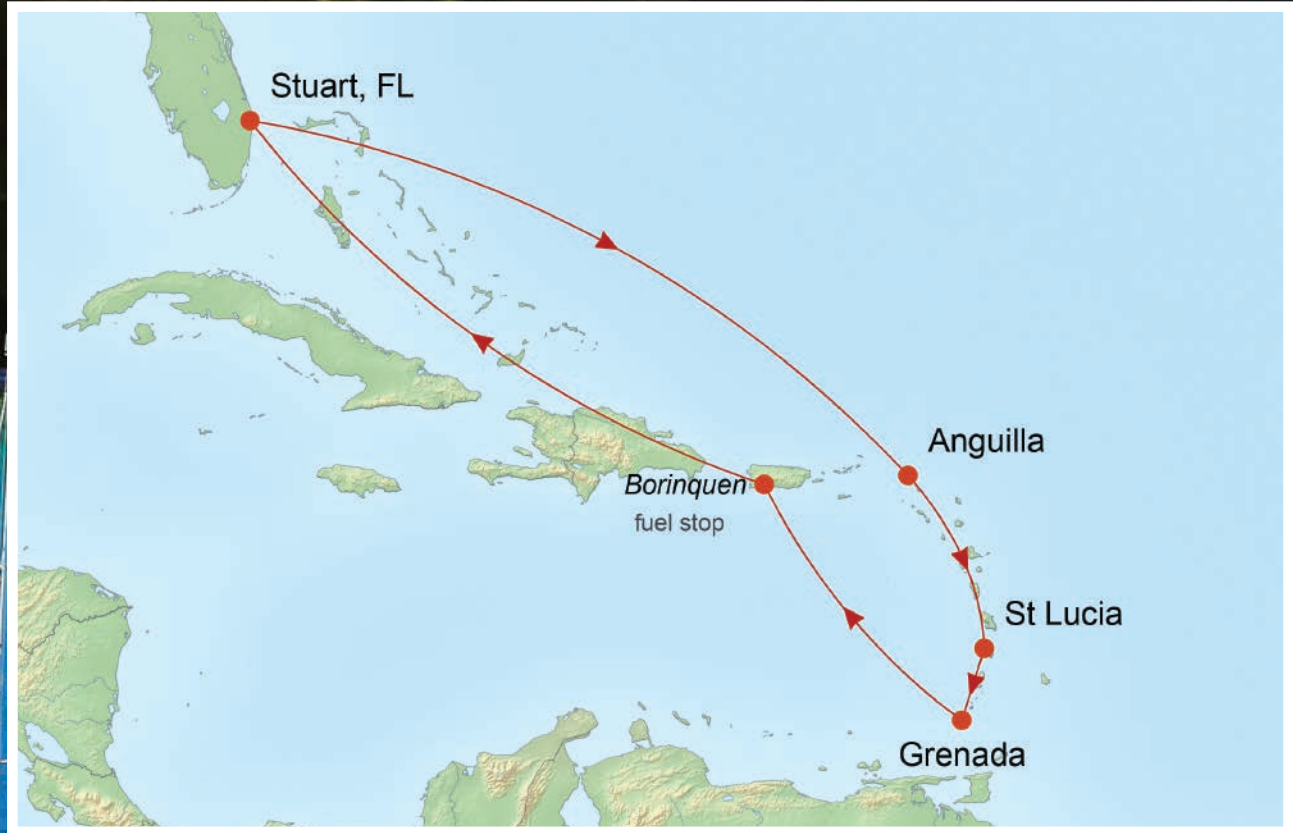 Stuart, FL
Anguilla
Borinquen
fuel stop
St Lucia
Grenada